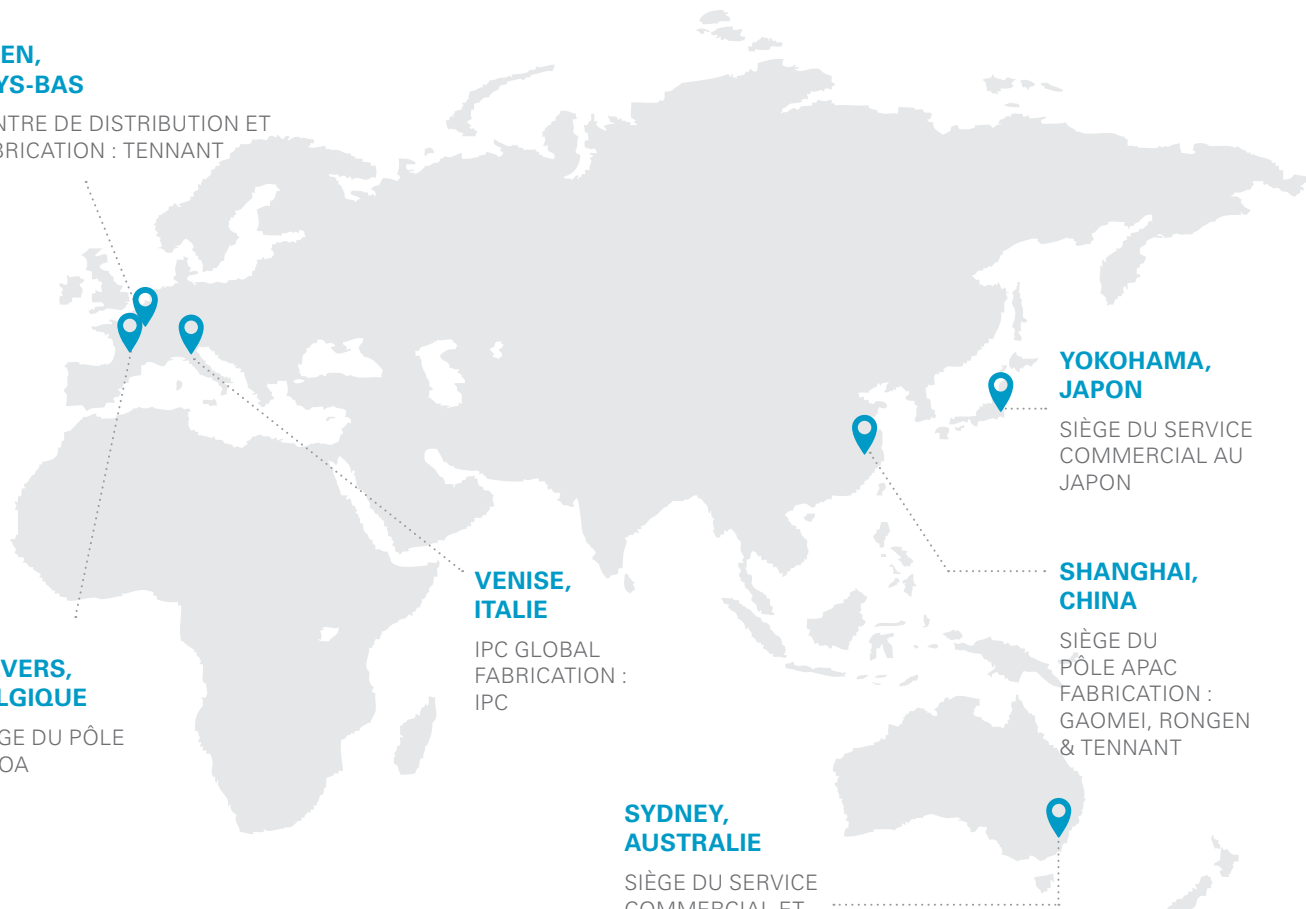 EN,
YS-BAS
NTRE DE DISTRIBUTION ET
BRICATION : TENNANT
YOKOHAMA,
JAPON
SIÈGE DU SERVICE
COMMERCIAL AU
JAPON
VENISE,
ITALIE
IPC GLOBAL
FABRICATION :
IPC
SHANGHAI,
CHINA
SIÈGE DU
PÔLE APAC
FABRICATION :
GAOMEI, RONGEN
& TENNANT
VERS,
LGIQUE
GE DU PÔLE
OA
SYDNEY,
AUSTRALIE
SIÈGE DU SERVICE
COMMERCIAL ET